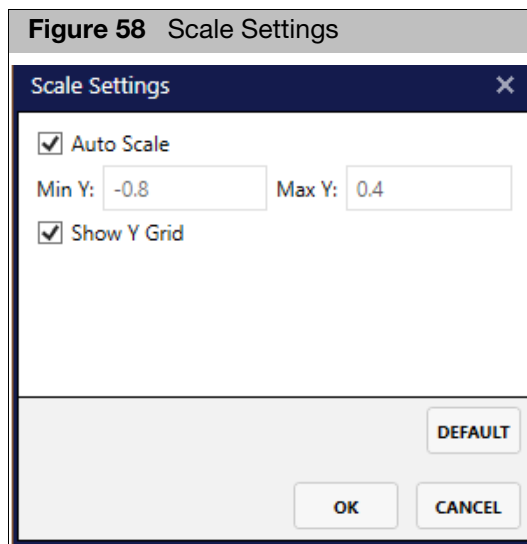 Figure 58 Scale Settings
Scale Settings
Auto Scale
Min Y: -0.8 Max Y: 0.4
Show Y Grid
DEFAULT
OK CANCEL